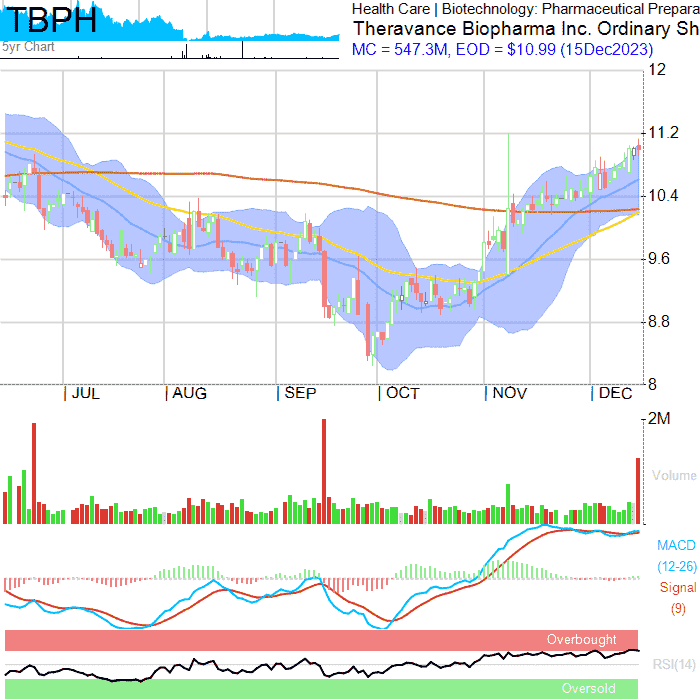 TBPH
5yr Chart
Health Care | Biotechnology: Pharmaceutical Prepara
Theravance Biopharma Inc. Ordinary Sh
MC = 547.3M, EOD = $10.99 (15Dec2023)
12
11.2
10.4
9.6
8.8
8
JUL AUG SEP OCT NOV DEC
2M
Volume
MACD
(12-26)
Signal
(9)
Overbought
RSI(14)
Oversold